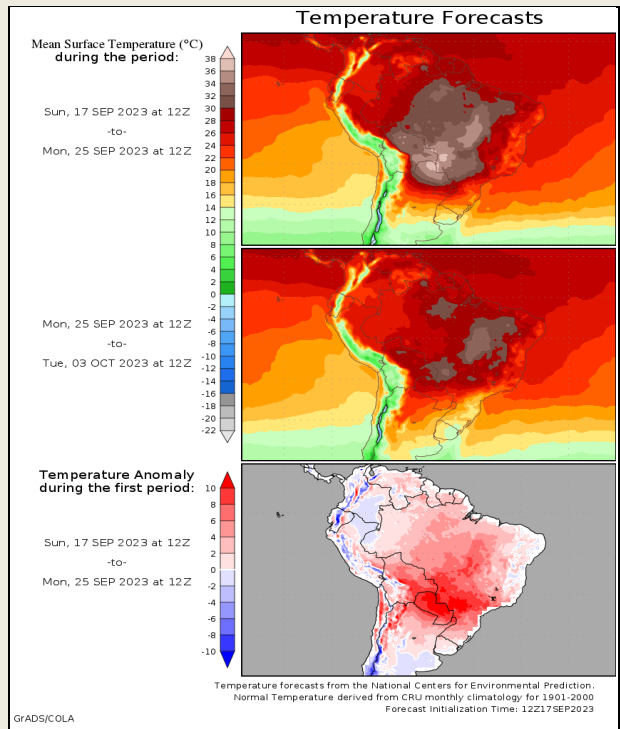 Temperature Forecasts
Mean Surface Temperature (°C)
during the period:
Sun, 17 SEP 2023 at 12Z
-to-
Mon, 25 SEP 2023 at 12Z
38
36
34
32
30
28
26
24
22
20
18
16
14
12
10
8
6
4
2
0
-2
-4
-6
-8
-10
-12
-14
-16
-18
-20
-22
Mon, 25 SEP 2023 at 12Z
-to-
Tue, 03 OCT 2023 at 12Z
Temperature Anomaly
during the first period:
Sun, 17 SEP 2023 at 12Z
-to-
Mon, 25 SEP 2023 at 12Z
10
8
6
4
2
0
-2
-4
-6
-8
-10
Temperature forecasts from the National Centers for Environmental Prediction.
Normal Temperature derived from CRU monthly climatology for 1901-2000
Forecast Initialization Time: 12Z17SEP2023
GrADS/COLA